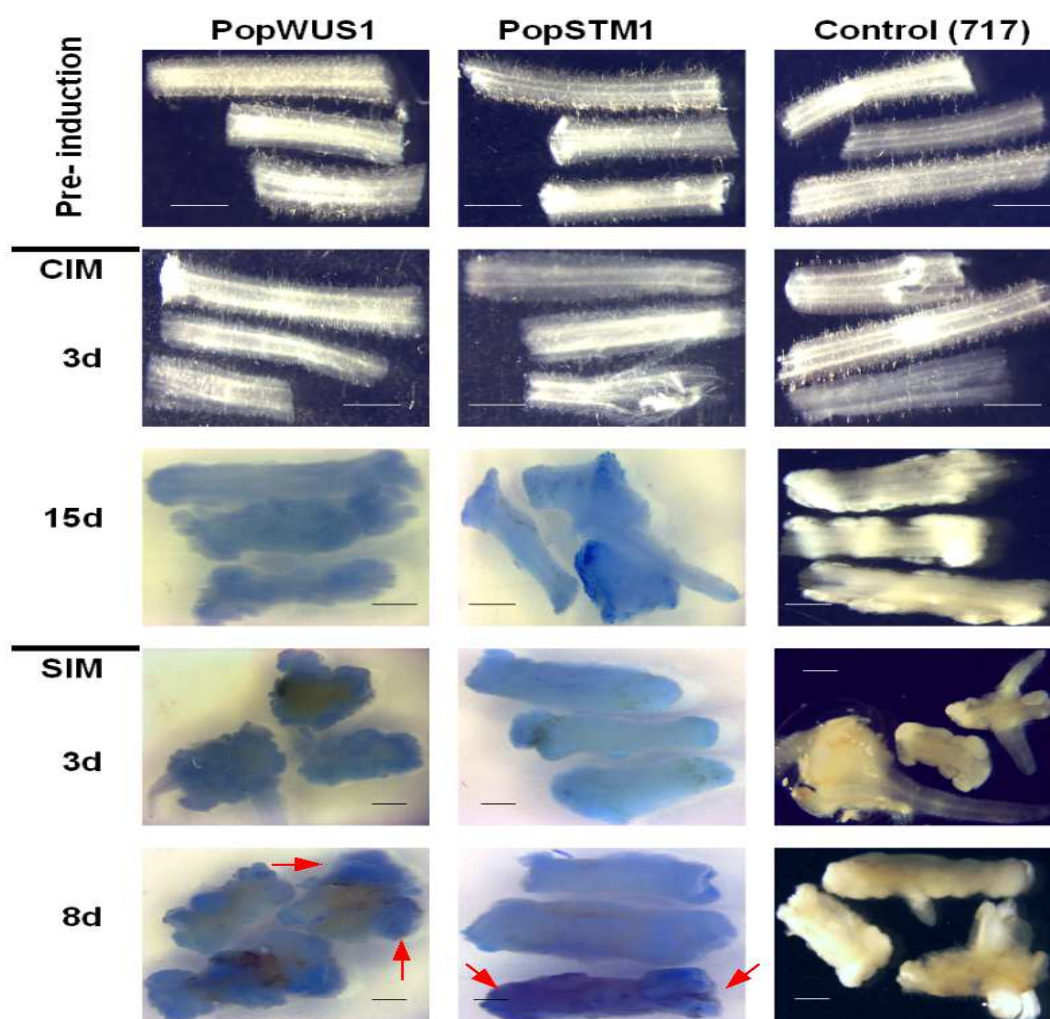 PopWUS1 PopSTM1 Control (717)
Pre- induction
CIM
3d
15d
SIM
3d
8d